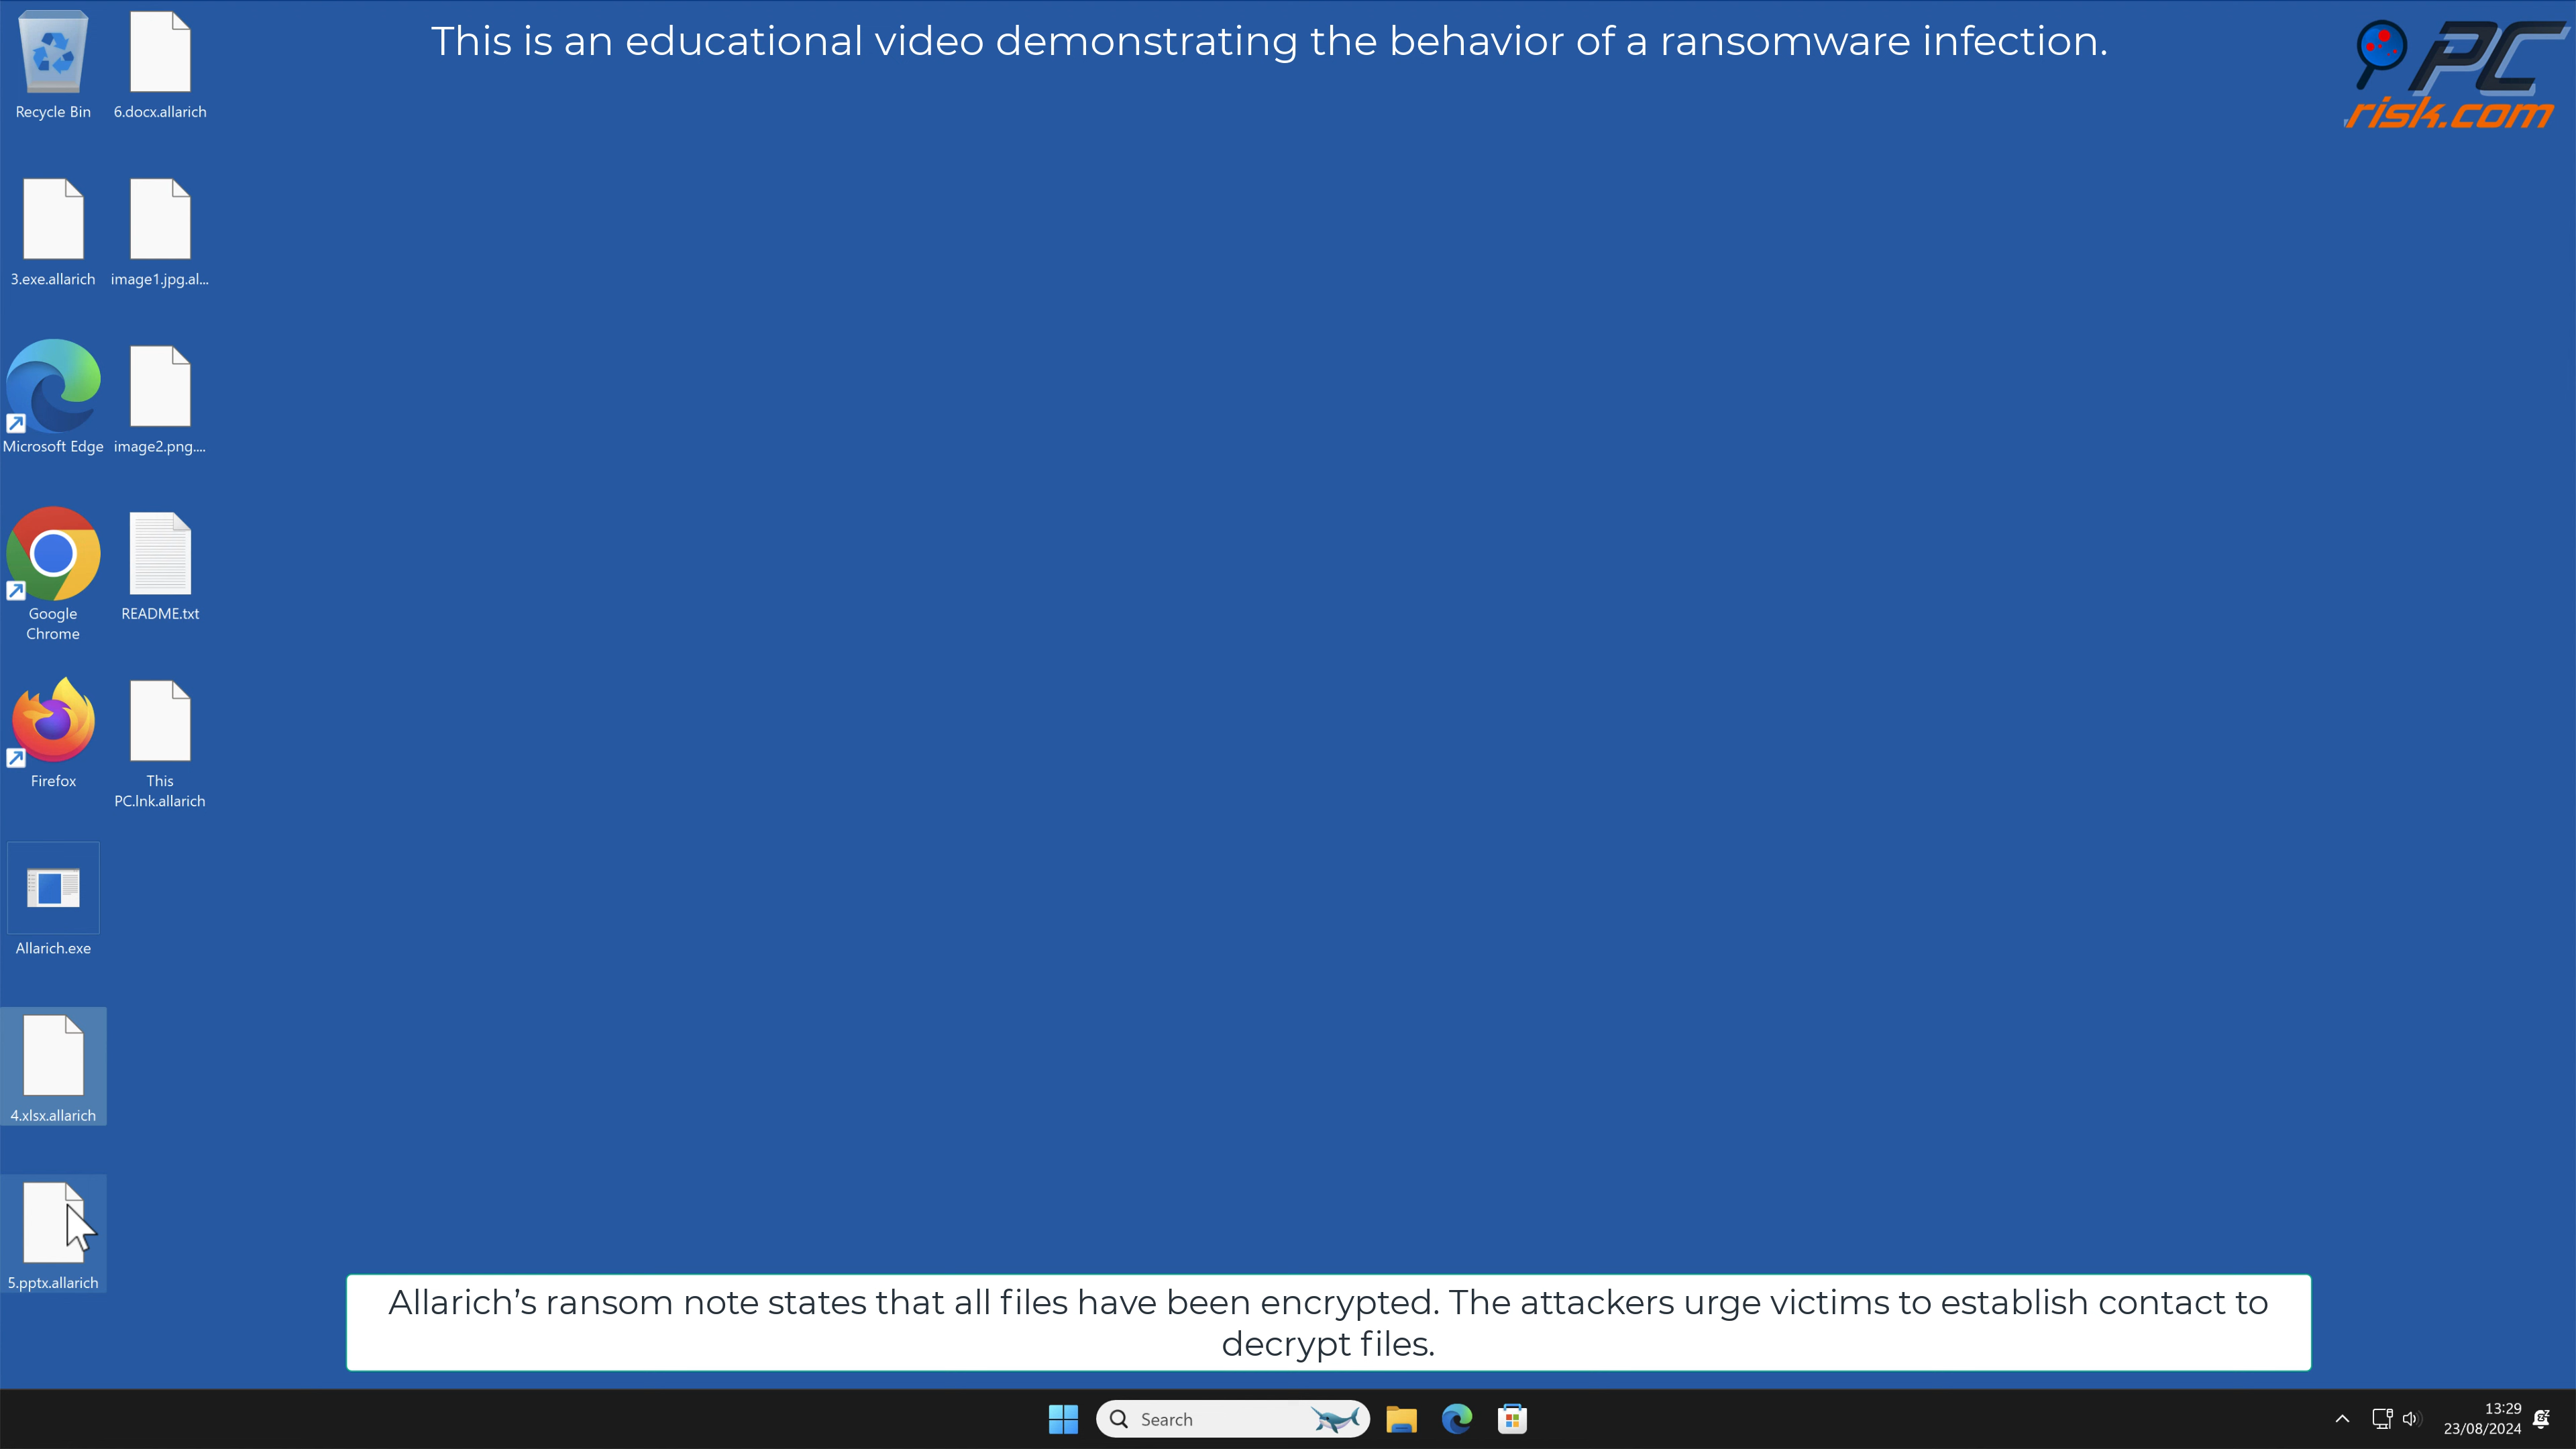 This is an educational video demonstrating the behavior of a ransomware infection.
PC
risk.com
Recycle Bin
6.docx.allarich
3.exe.allarich
image1.jpg.al...
Microsoft Edge
image2.png....
Google
Chrome
README.txt
Firefox
This
PC.lnk.allarich
Allarich.exe
4.xlsx.allarich
5.pptx.allarich
Allarich’s ransom note states that all files have been encrypted. The attackers urge victims to establish contact to
decrypt files.
Search
13:29
23/08/2024